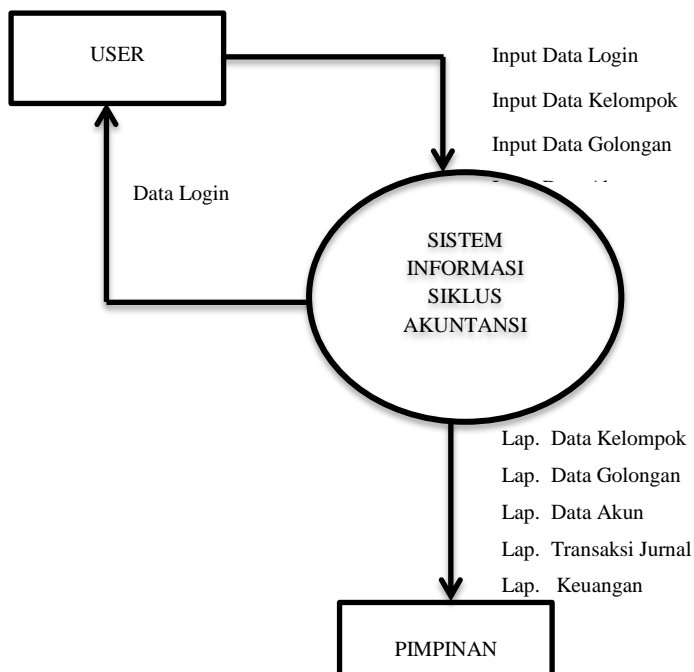 USER
Input Data Login
Input Data Kelompok
Input Data Golongan
Data Login
SISTEM
INFORMASI
SIKLUS
AKUNTANSI
Lap. Data Kelompok
Lap. Data Golongan
Lap. Data Akun
Lap. Transaksi Jurnal
Lap. Keuangan
PIMPINAN